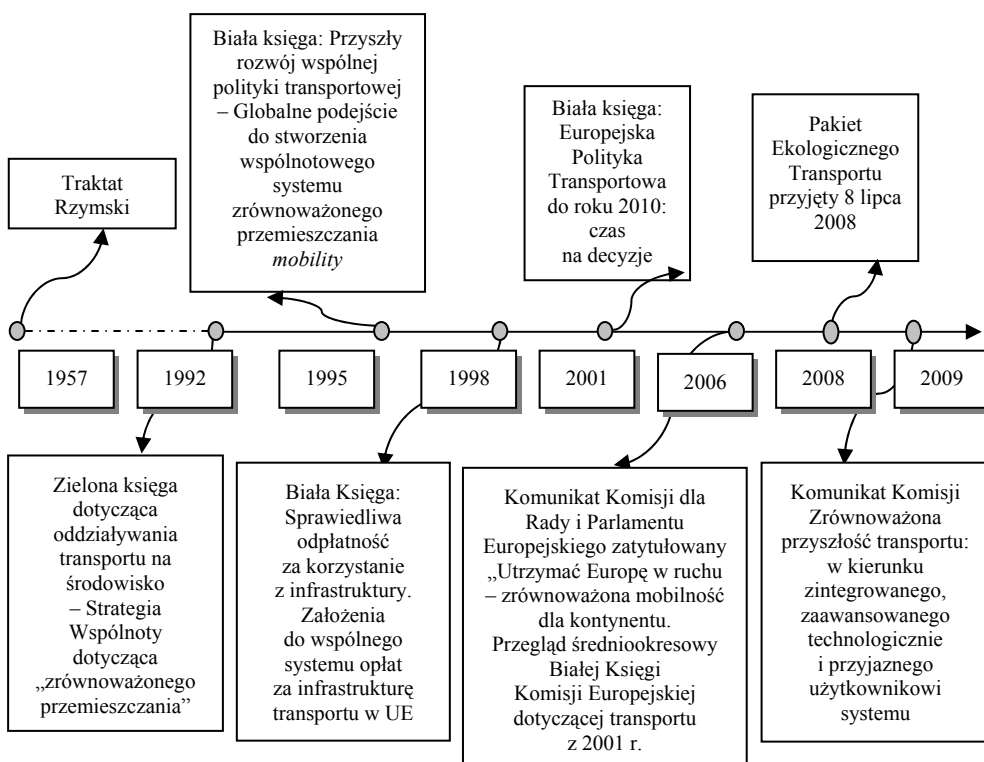 Traktat
Rzymski
Biała księga: Przyszły
rozwój wspólnej
polityki transportowej
– Globalne podejście
do stworzenia
wspólnotowego
systemu
zrównoważonego
przemieszczania
mobility
Biała księga:
Europejska
Polityka
Transportowa
do roku 2010:
czas
na decyzje
Pakiet
Ekologicznego
Transportu
przyjęty 8 lipca
2008
1957
1992
1995
1998
2001
2006
2008
2009
Zielona księga
dotycząca
oddziaływania
transportu na
środowisko
– Strategia
Wspólnoty
dotycząca
„zrównoważonego
przemieszczania”
Biała Księga:
Sprawiedliwa
odpłatność
za korzystanie
z infrastruktury.
Założenia
do wspólnego
systemu opłat
za infrastrukturę
transportu w UE
Komunikat Komisji dla
Rady i Parlamentu
Europejskiego zatytułowany
„Utrzymać Europę w ruchu
– zrównoważona mobilność
dla kontynentu.
Przegląd średniookresowy
Białej Księgi
Komisji Europejskiej
dotyczącej transportu
z 2001 r.
Komunikat Komisji
Zrównoważona
przyszłość transportu:
w kierunku
zintegrowanego,
zaawansowanego
technologicznie
i przyjaznego
użytkownikowi
systemu